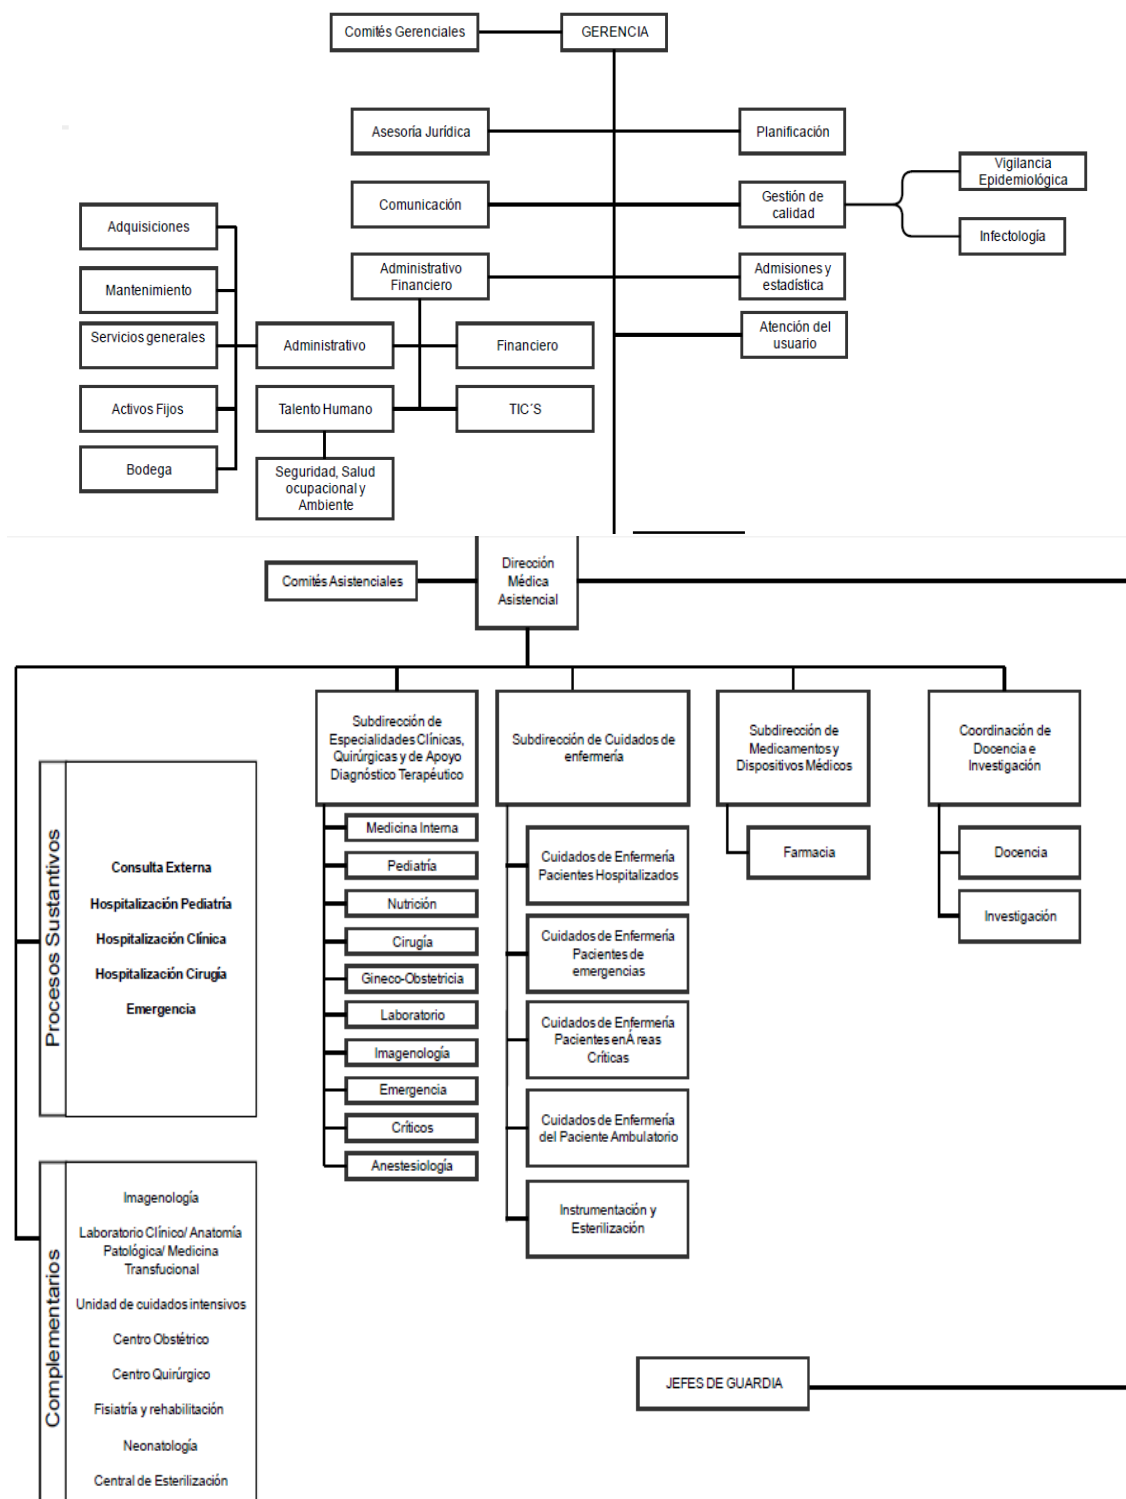 Comités Gerenciales
GERENCIA
Asesoría Jurídica
Planificación
Vigilancia
Epidemiológica
Comunicación
Gestión de
calidad
Infectología
Adquisiciones
Administrativo
Financiero
Admisiones y
estadística
Mantenimiento
Atención del
usuario
Servicios generales
Administrativo
Financiero
Activos Fijos
Talento Humano
TIC´S
Bodega
Seguridad, Salud
ocupacional y
Ambiente
Dirección
Médica
Asistencial
Comités Asistenciales
Subdirección de
Especialidades Clínicas,
Quirúrgicas y de Apoyo
Diagnóstico Terapéutico
Subdirección de Cuidados de
enfermería
Subdirección de
Medicamentos y
Dispositivos Médicos
Coordinación de
Docencia e
Investigación
Procesos Sustantivos
Consulta Externa
Hospitalización Pediatría
Hospitalización Clínica
Hospitalización Cirugía
Emergencia
Medicina Interna
Pediatría
Nutrición
Cirugía
Gineco-Obstetricia
Laboratorio
Imagenología
Emergencia
Críticos
Anestesiología
Cuidados de Enfermería
Pacientes Hospitalizados
Cuidados de Enfermería
Pacientes de
emergencias
Cuidados de Enfermería
Pacientes enÁ reas
Críticas
Cuidados de Enfermería
del Paciente Ambulatorio
Instrumentación y
Esterilización
Farmacia
Docencia
Investigación
Complementarios
Imagenología
Laboratorio Clínico/ Anatomía
Patológica/ Medicina
Transfucional
Unidad de cuidados intensivos
Centro Obstétrico
Centro Quirúrgico
Fisiatría y rehabilitación
Neonatología
Central de Esterilización
JEFES DE GUARDIA